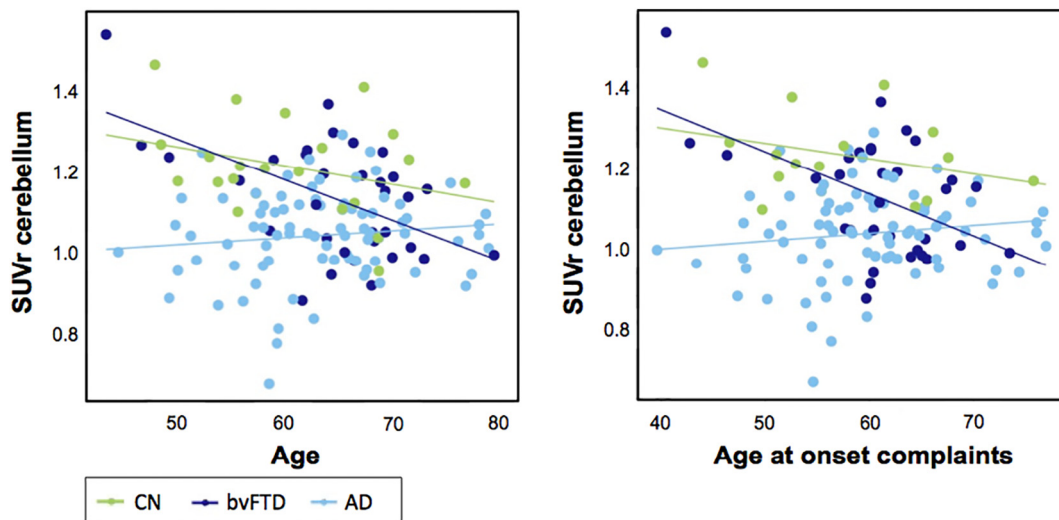 SUVr cerebellum
1.4
1.2
1.0
0.8
50 60 70 80
Age
SUVr cerebellum
1.4
1.2
1.0
0.8
40 50 60 70
Age at onset complaints
CN bvFTD AD